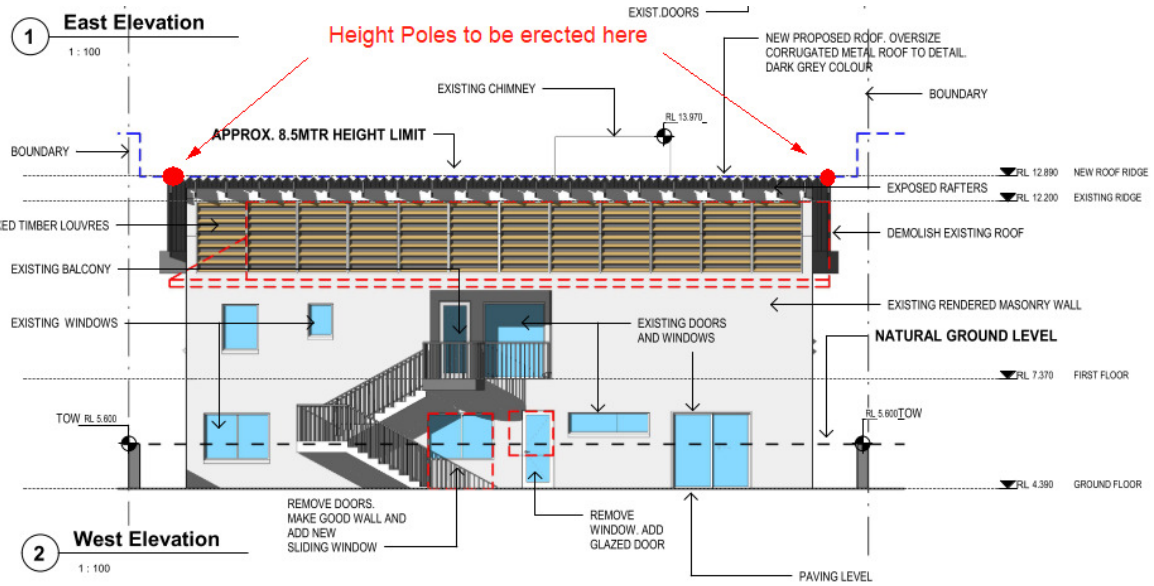 EXIST.DOORS
1
East Elevation
1 : 100
Height Poles to be erected here
NEW PROPOSED ROOF. OVERSIZE
CORRUGATED METAL ROOF TO DETAIL.
DARK GREY COLOUR
EXISTING CHIMNEY
BOUNDARY
RL 13.970
APPROX. 8.5MTR HEIGHT LIMIT
BOUNDARY
RL 12.890 NEW ROOF RIDGE
EXPOSED RAFTERS
RL 12.200 EXISTING RIDGE
TIMBER LOUVRES
DEMOLISH EXISTING ROOF
EXISTING BALCONY
EXISTING RENDERED MASONRY WALL
EXISTING WINDOWS
EXISTING DOORS
AND WINDOWS
NATURAL GROUND LEVEL
RL 7.370 FIRST FLOOR
TOW RL 5.600
RL 5.600 TOW
RL 4.390 GROUND FLOOR
REMOVE DOORS.
MAKE GOOD WALL AND
ADD NEW
SLIDING WINDOW
REMOVE
WINDOW. ADD
GLAZED DOOR
2
West Elevation
1 : 100
PAVING LEVEL